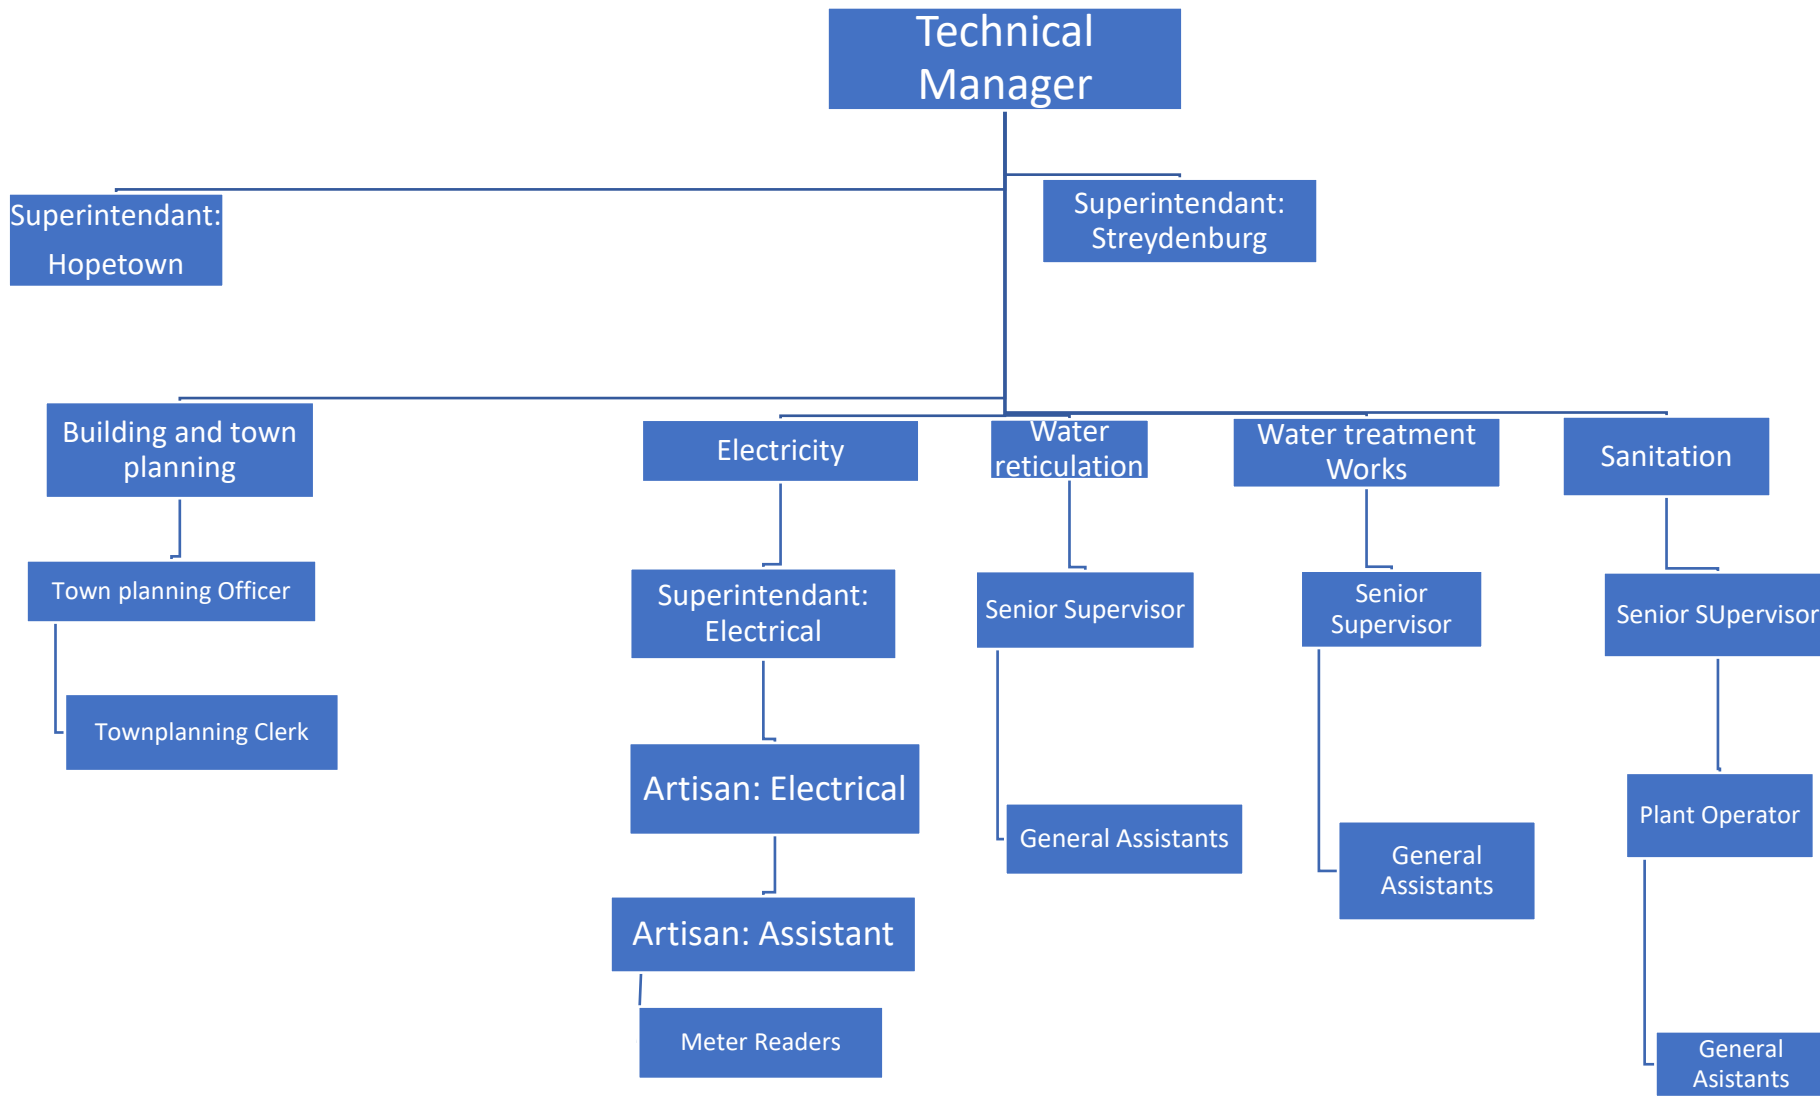 Technical
Manager
Superintendant:
Hopetown
Superintendant:
Streydenburg
Building and town
planning
Electricity
Water
reticulation
Water treatment
Works
Sanitation
Town planning Officer
Superintendant:
Electrical
Senior Supervisor
Senior
Supervisor
Senior SUpervisor
Townplanning Clerk
Artisan: Electrical
General Assistants
General
Assistants
Plant Operator
Artisan: Assistant
Meter Readers
General
Asistants